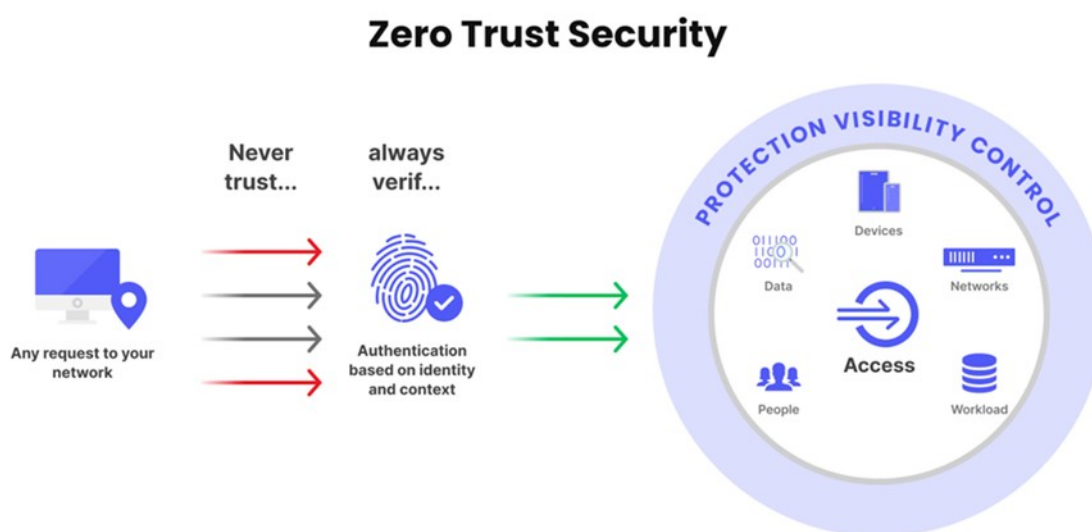 Zero Trust Security
Never
trust...
always
verif...
PROTECTION VISIBILITY CONTROL
Devices
011100
Data
Networks
Access
People
Workload
Any request to your
network
Authentication
based on identity
and context